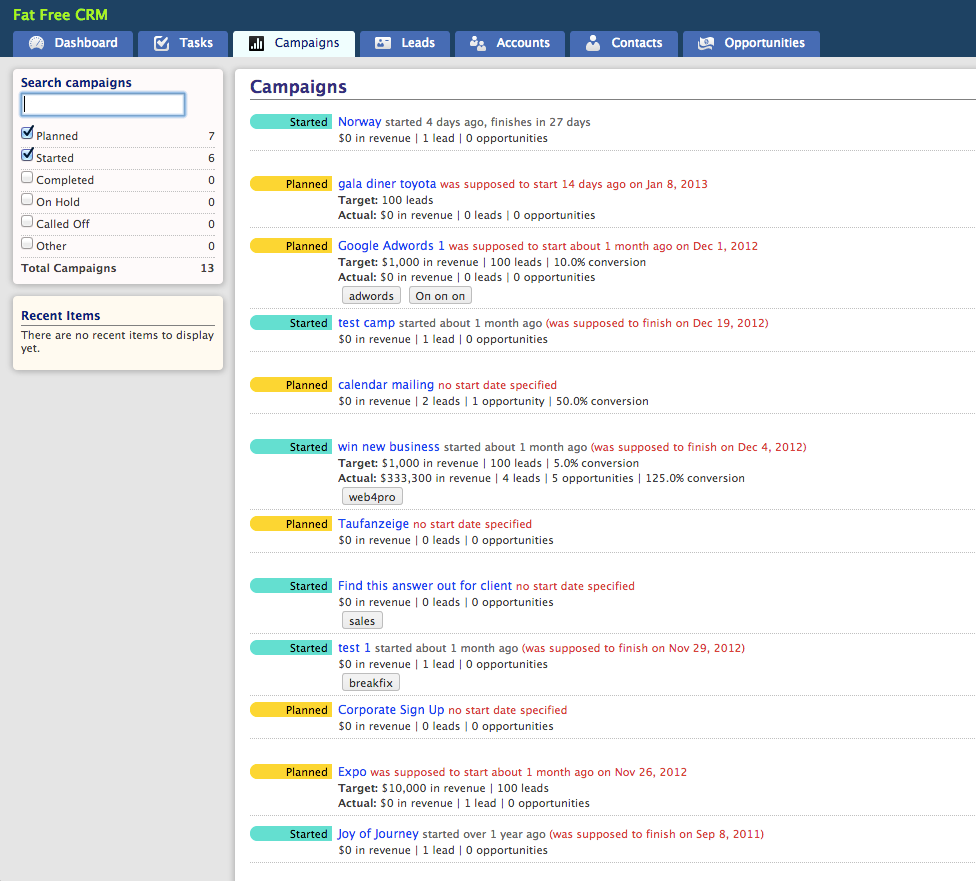 Fat Free CRM
Dashboard Tasks Campaigns Leads Accounts Contacts Opportunities
Search campaigns
Planned 7
Started 6
Completed 0
On Hold 0
Called Off 0
Other 0
Total Campaigns 13
Recent Items
There are no recent items to display
yet.
Campaigns
Started Norway started 4 days ago, finishes in 27 days
$0 in revenue | 1 lead | 0 opportunities
Planned gala diner toyota was supposed to start 14 days ago on Jan 8, 2013
Target: 100 leads
Actual: $0 in revenue | 0 leads | 0 opportunities
Planned Google Adwords 1 was supposed to start about 1 month ago on Dec 1, 2012
Target: $1,000 in revenue | 100 leads | 10.0% conversion
Actual: $0 in revenue | 0 leads | 0 opportunities
adwords On on on
Started test camp started about 1 month ago (was supposed to finish on Dec 19, 2012)
$0 in revenue | 1 lead | 0 opportunities
Planned calendar mailing no start date specified
$0 in revenue | 2 leads | 1 opportunity | 50.0% conversion
Started win new business started about 1 month ago (was supposed to finish on Dec 4, 2012)
Target: $1,000 in revenue | 100 leads | 5.0% conversion
Actual: $333,300 in revenue | 4 leads | 5 opportunities | 125.0% conversion
web4pro
Planned Taufanzeige no start date specified
$0 in revenue | 0 leads | 0 opportunities
Started Find this answer out for client no start date specified
$0 in revenue | 0 leads | 0 opportunities
sales
Started test 1 started about 1 month ago (was supposed to finish on Nov 29, 2012)
$0 in revenue | 1 lead | 0 opportunities
breakfix
Planned Corporate Sign Up no start date specified
$0 in revenue | 0 leads | 0 opportunities
Planned Expo was supposed to start about 1 month ago on Nov 26, 2012
Target: $10,000 in revenue | 100 leads
Actual: $0 in revenue | 1 lead | 0 opportunities
Started Joy of Journey started over 1 year ago (was supposed to finish on Sep 8, 2011)
$0 in revenue | 1 lead | 0 opportunities